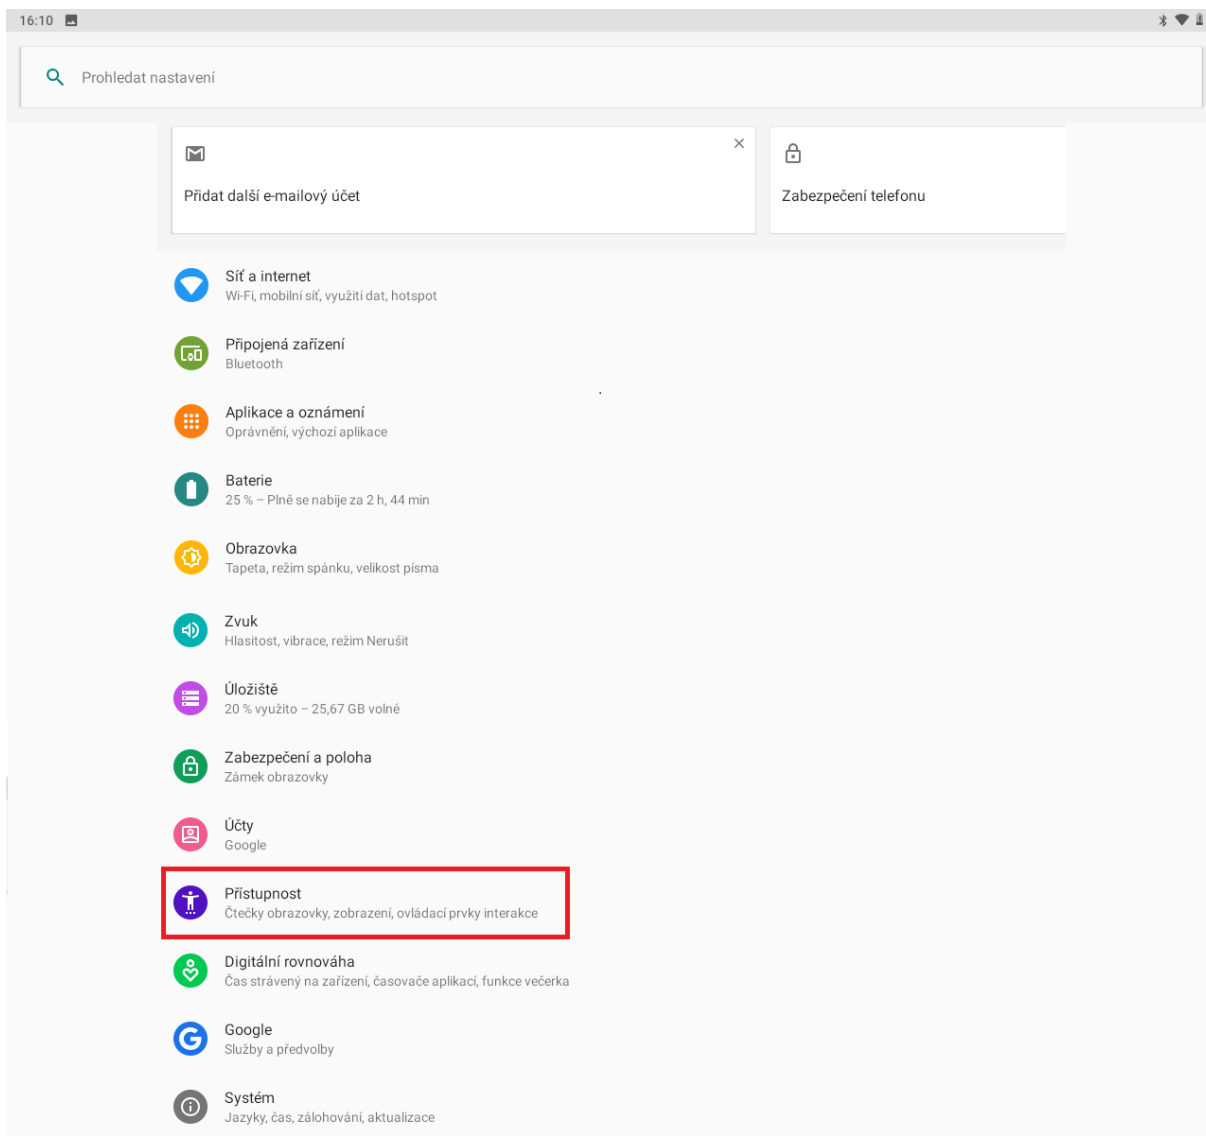 16:10
Prohledat nastavení
Přidat další e-mailový účet
Zabezpečení telefonu
Síť a internet
Wi-Fi, mobilní síť, využití dat, hotspot
Připojená zařízení
Bluetooth
Aplikace a oznámení
Oprávnění, výchozí aplikace
Baterie
25 % – Plně se nabije za 2 h, 44 min
Obrazovka
Tapeta, režim spánku, velikost písma
Zvuk
Hlasitost, vibrace, režim Nerušit
Úložiště
20 % využito – 25,67 GB volné
Zabezpečení a poloha
Zámek obrazovky
Účty
Google
Přístupnost
Čtečky obrazovky, zobrazení, ovládací prvky interakce
Digitální rovnováha
Čas strávený na zařízení, časovače aplikací, funkce večerka
Google
Služby a předvolby
Systém
Jazyky, čas, zálohování, aktualizace